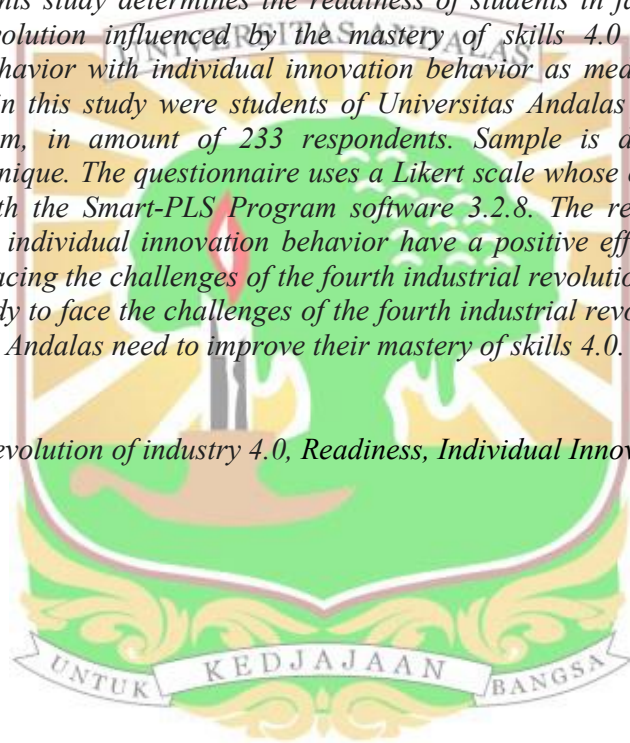 his study determines the readiness of students in fa
volution influenced by the mastery of skills 4.0
UNIVERSITAS ANDALAS
havior with individual innovation behavior as med
in this study were students of Universitas Andalas
m, in amount of 233 respondents. Sample is a
nique. The questionnaire uses a Likert scale whose
th the Smart-PLS Program software 3.2.8. The re
individual innovation behavior have a positive eff
acing the challenges of the fourth industrial revolution
dy to face the challenges of the fourth industrial revo
Andalas need to improve their mastery of skills 4.0.
evolution of industry 4.0, Readiness, Individual Innov
UNTUK KEDJAJAAN BANGSA